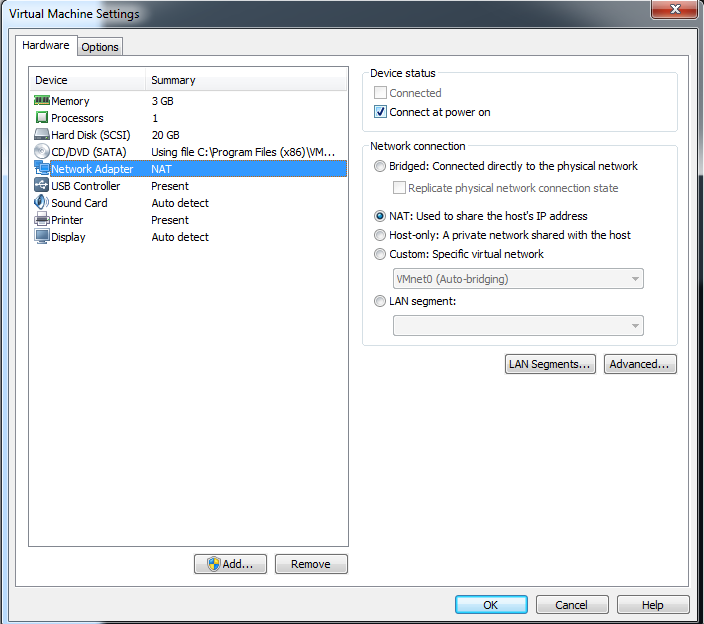 Virtual Machine Settings
Hardware
Options
Device Summary
Memory 3 GB
Processors 1
Hard Disk (SCSI) 20 GB
CD/DVD (SATA) Using file C:\Program Files (x86)\VM...
Network Adapter NAT
USB Controller Present
Sound Card Auto detect
Printer Present
Display Auto detect
Add...
Remove
Device status
Connected
Connect at power on
Network connection
Bridged: Connected directly to the physical network
Replicate physical network connection state
NAT: Used to share the host's IP address
Host-only: A private network shared with the host
Custom: Specific virtual network
VMnet0 (Auto-bridging)
LAN segment:
LAN Segments...
Advanced...
OK
Cancel
Help